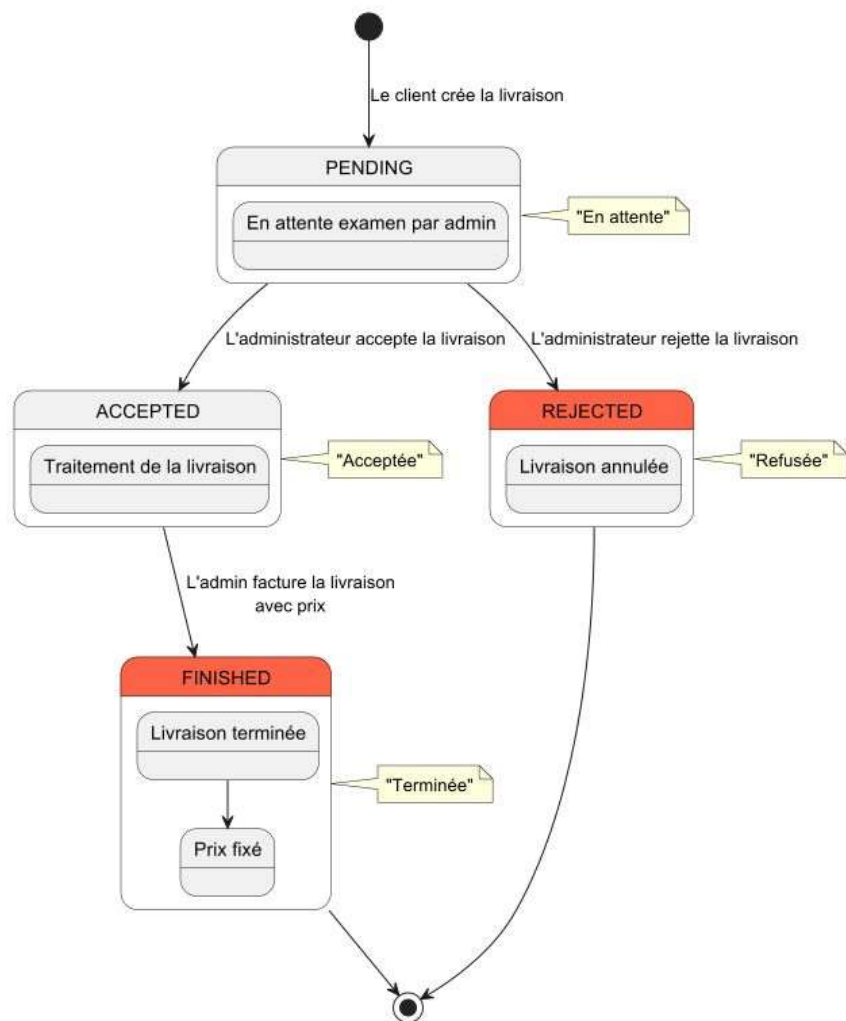 Le client crée la livraison
PENDING
En attente examen par admin
"En attente"
L'administrateur accepte la livraison
L'administrateur rejette la livraison
ACCEPTED
Traitement de la livraison
"Acceptée"
REJECTED
Livraison annulée
"Refusée"
L'admin facture la livraison
avec prix
FINISHED
Livraison terminée
"Terminée"
Prix fixé